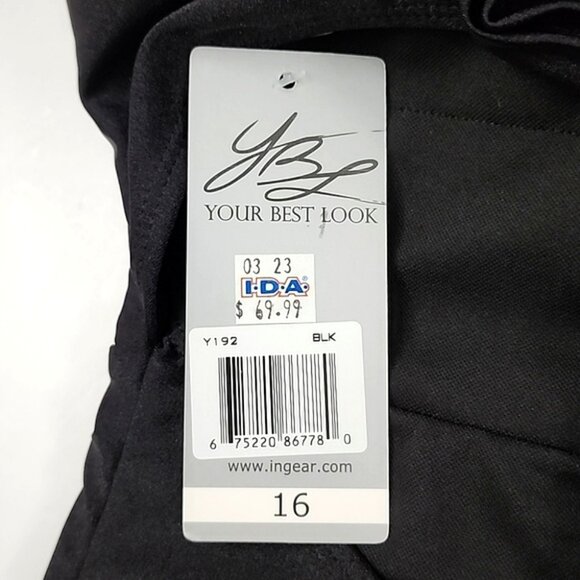 YBL
YOUR BEST LOOK
03 23
I·D·A
$ 69.99
Y192 BLK
6 75220 86778 0
www.ingear.com
16